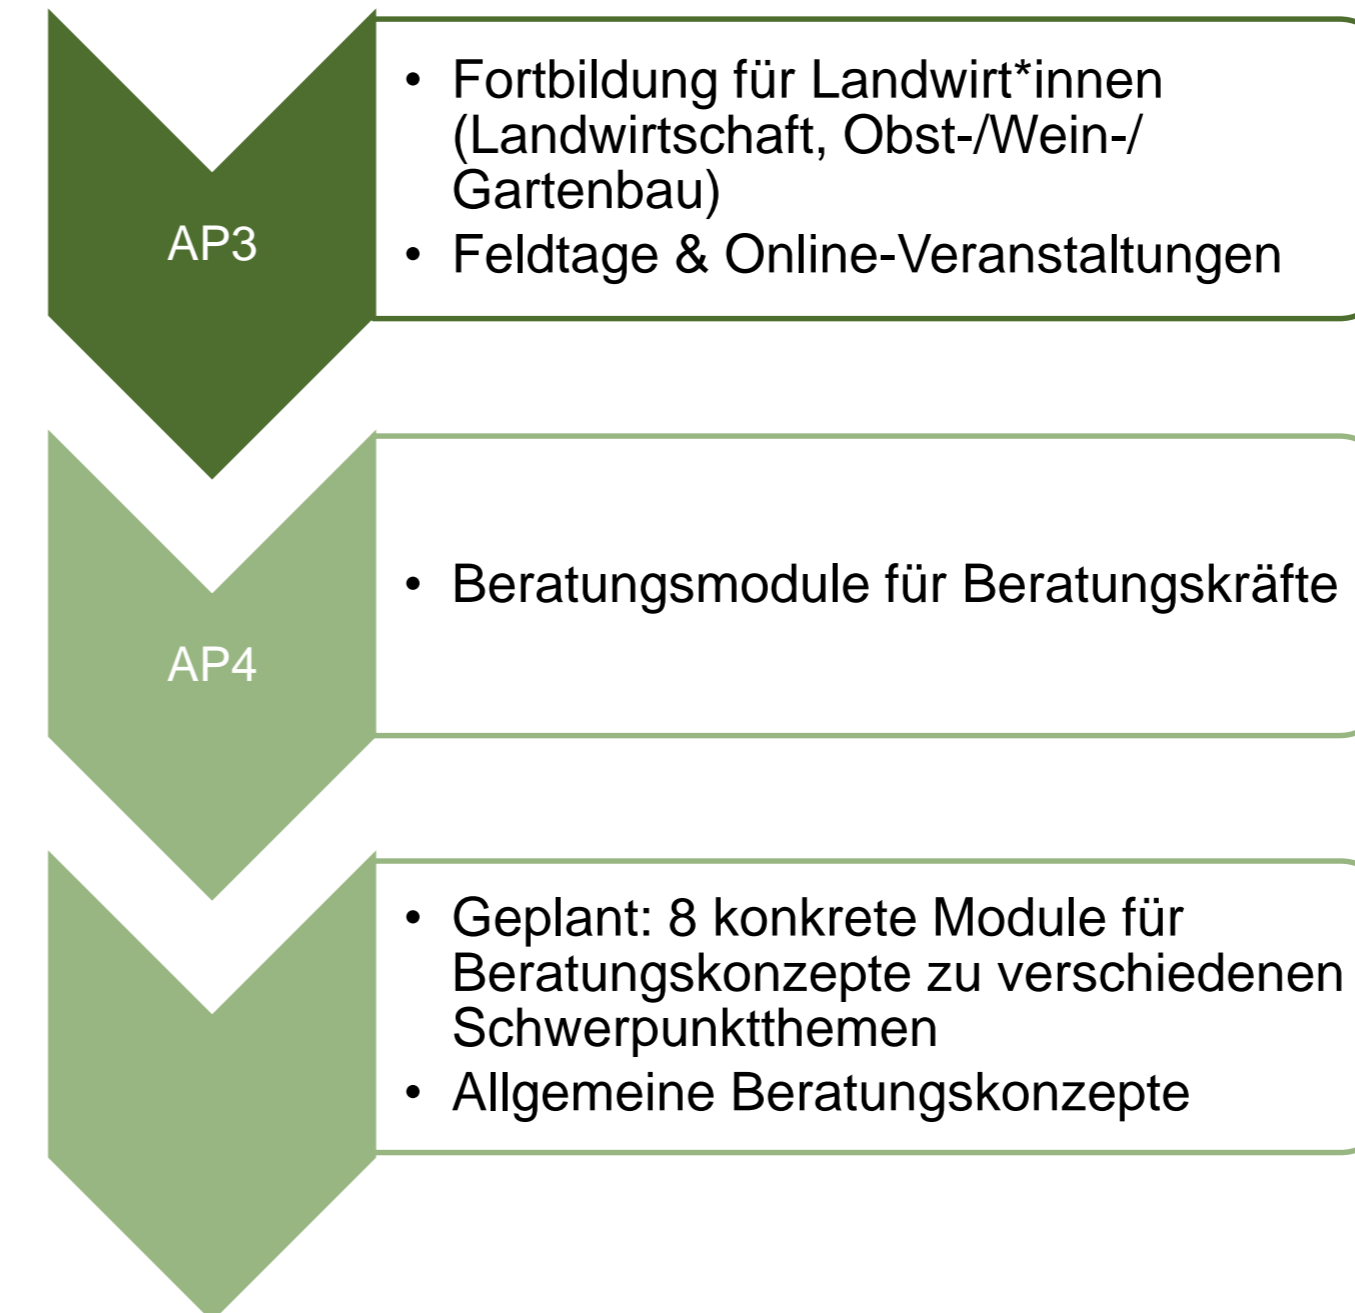 AP3
• Fortbildung für Landwirt*innen
(Landwirtschaft, Obst-/Wein-/
Gartenbau)
• Feldtage & Online-Veranstaltungen
AP4
• Beratungsmodule für Beratungskräfte
• Geplant: 8 konkrete Module für
Beratungskonzepte zu verschiedenen
Schwerpunktthemen
• Allgemeine Beratungskonzepte